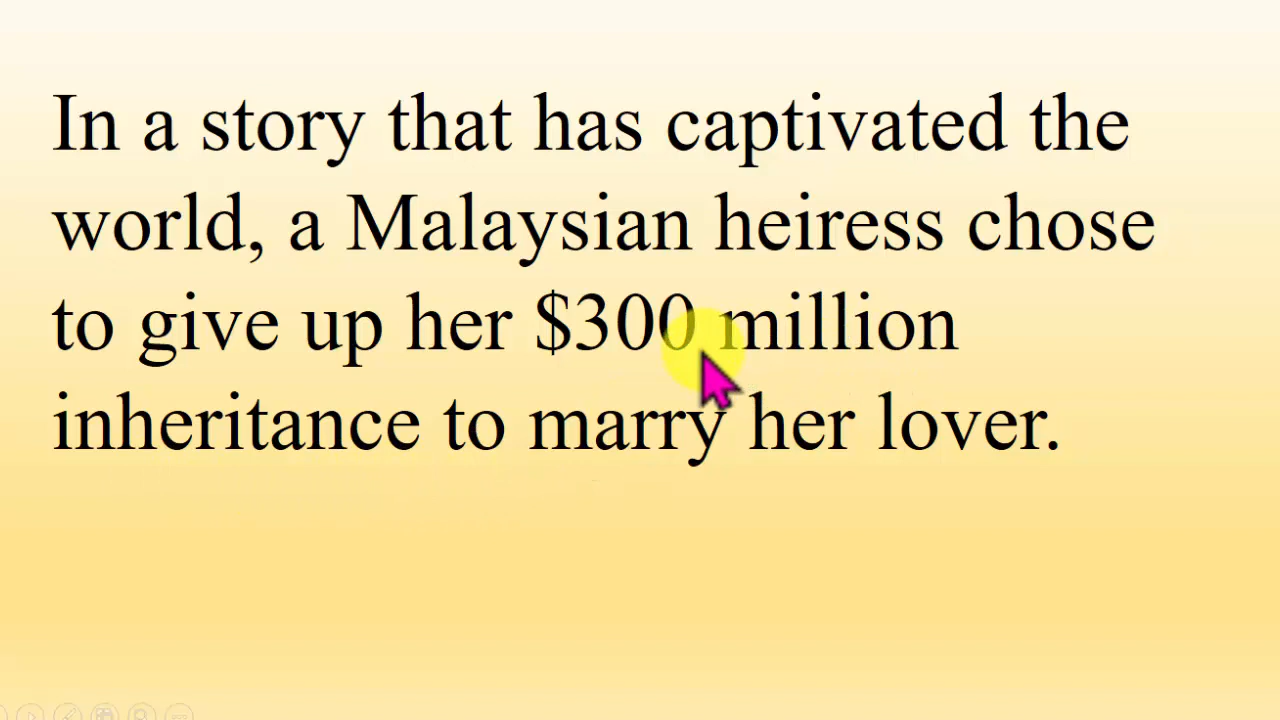 In a story that has captivated the
world, a Malaysian heiress chose
to give up her $300 million
inheritance to marry her lover.